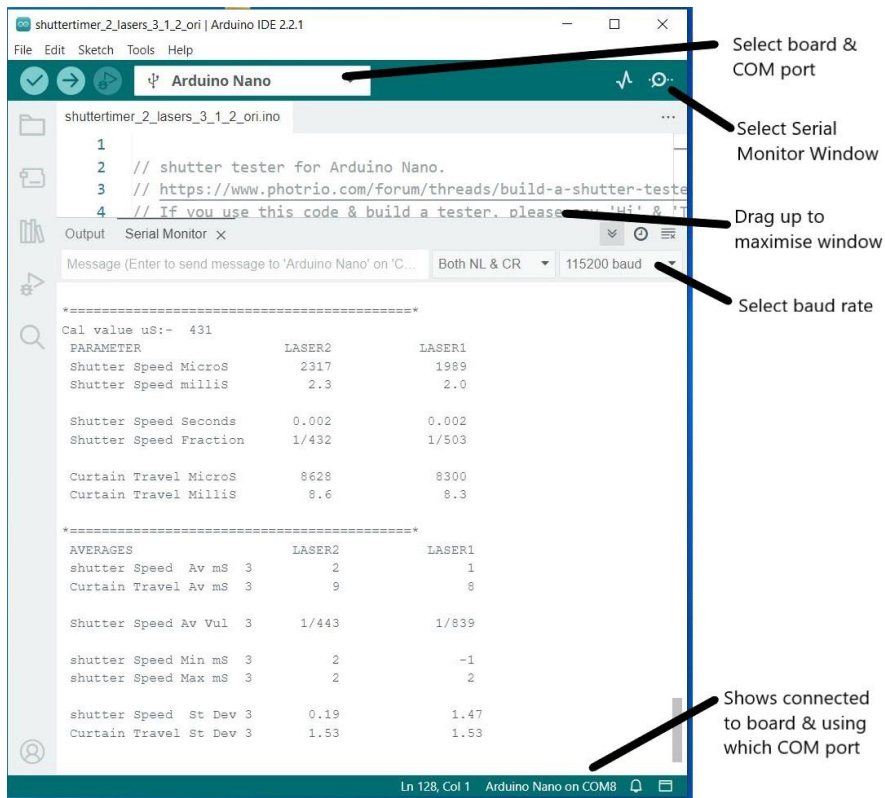 shuttertimer_2_lasers_3_1_2_ori | Arduino IDE 2.2.1
File Edit Sketch Tools Help
Arduino Nano
shuttertimer_2_lasers_3_1_2_ori.ino
...
1
2 // shutter tester for Arduino Nano.
3 // https://www.photrio.com/forum/threads/build-a-shutter-teste
4 // If you use this code & build a tester, please say 'Hi' & 'T
Output Serial Monitor ×
Message (Enter to send message to 'Arduino Nano' on 'C... Both NL & CR 115200 baud
*=========================================*
Cal value uS:- 431
PARAMETER LASER2 LASER1
Shutter Speed MicroS 2317 1989
Shutter Speed milliS 2.3 2.0
Shutter Speed Seconds 0.002 0.002
Shutter Speed Fraction 1/432 1/503
Curtain Travel MicroS 8628 8300
Curtain Travel MilliS 8.6 8.3
*=========================================*
AVERAGES LASER2 LASER1
shutter Speed Av mS 3 2 1
Curtain Travel Av mS 3 9 8
Shutter Speed Av Vul 3 1/443 1/839
shutter Speed Min mS 3 2 -1
shutter Speed Max mS 3 2 2
shutter Speed St Dev 3 0.19 1.47
Curtain Travel St Dev 3 1.53 1.53
Ln 128, Col 1 Arduino Nano on COM8
Select board &
COM port
Select Serial
Monitor Window
Drag up to
maximise window
Select baud rate
Shows connected
to board & using
which COM port